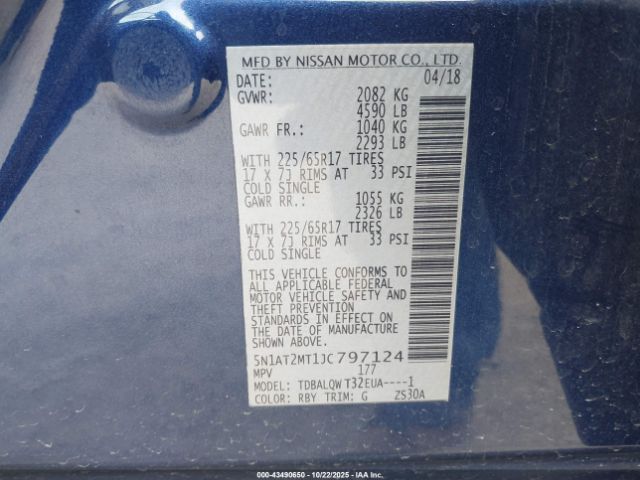 MFD BY NISSAN MOTOR CO., LTD.
DATE: 04/18
GVWR: 2082 KG
4590 LB
GAWR FR.: 1040 KG
2293 LB
WITH 225/65R17 TIRES
17 X 7J RIMS AT 33 PSI
COLD SINGLE
GAWR RR.: 1055 KG
2326 LB
WITH 225/65R17 TIRES
17 X 7J RIMS AT 33 PSI
COLD SINGLE
THIS VEHICLE CONFORMS TO
ALL APPLICABLE FEDERAL
MOTOR VEHICLE SAFETY AND
THEFT PREVENTION
STANDARDS IN EFFECT ON
THE DATE OF MANUFACTURE
SHOWN ABOVE.
5N1AT2MT1JC797124
MPV 177
MODEL: TDBALQW T32EUA----1
COLOR: RBY TRIM: G ZS30A
© 43490650 - 10/22/2025 - IAA Holdings, LLC.